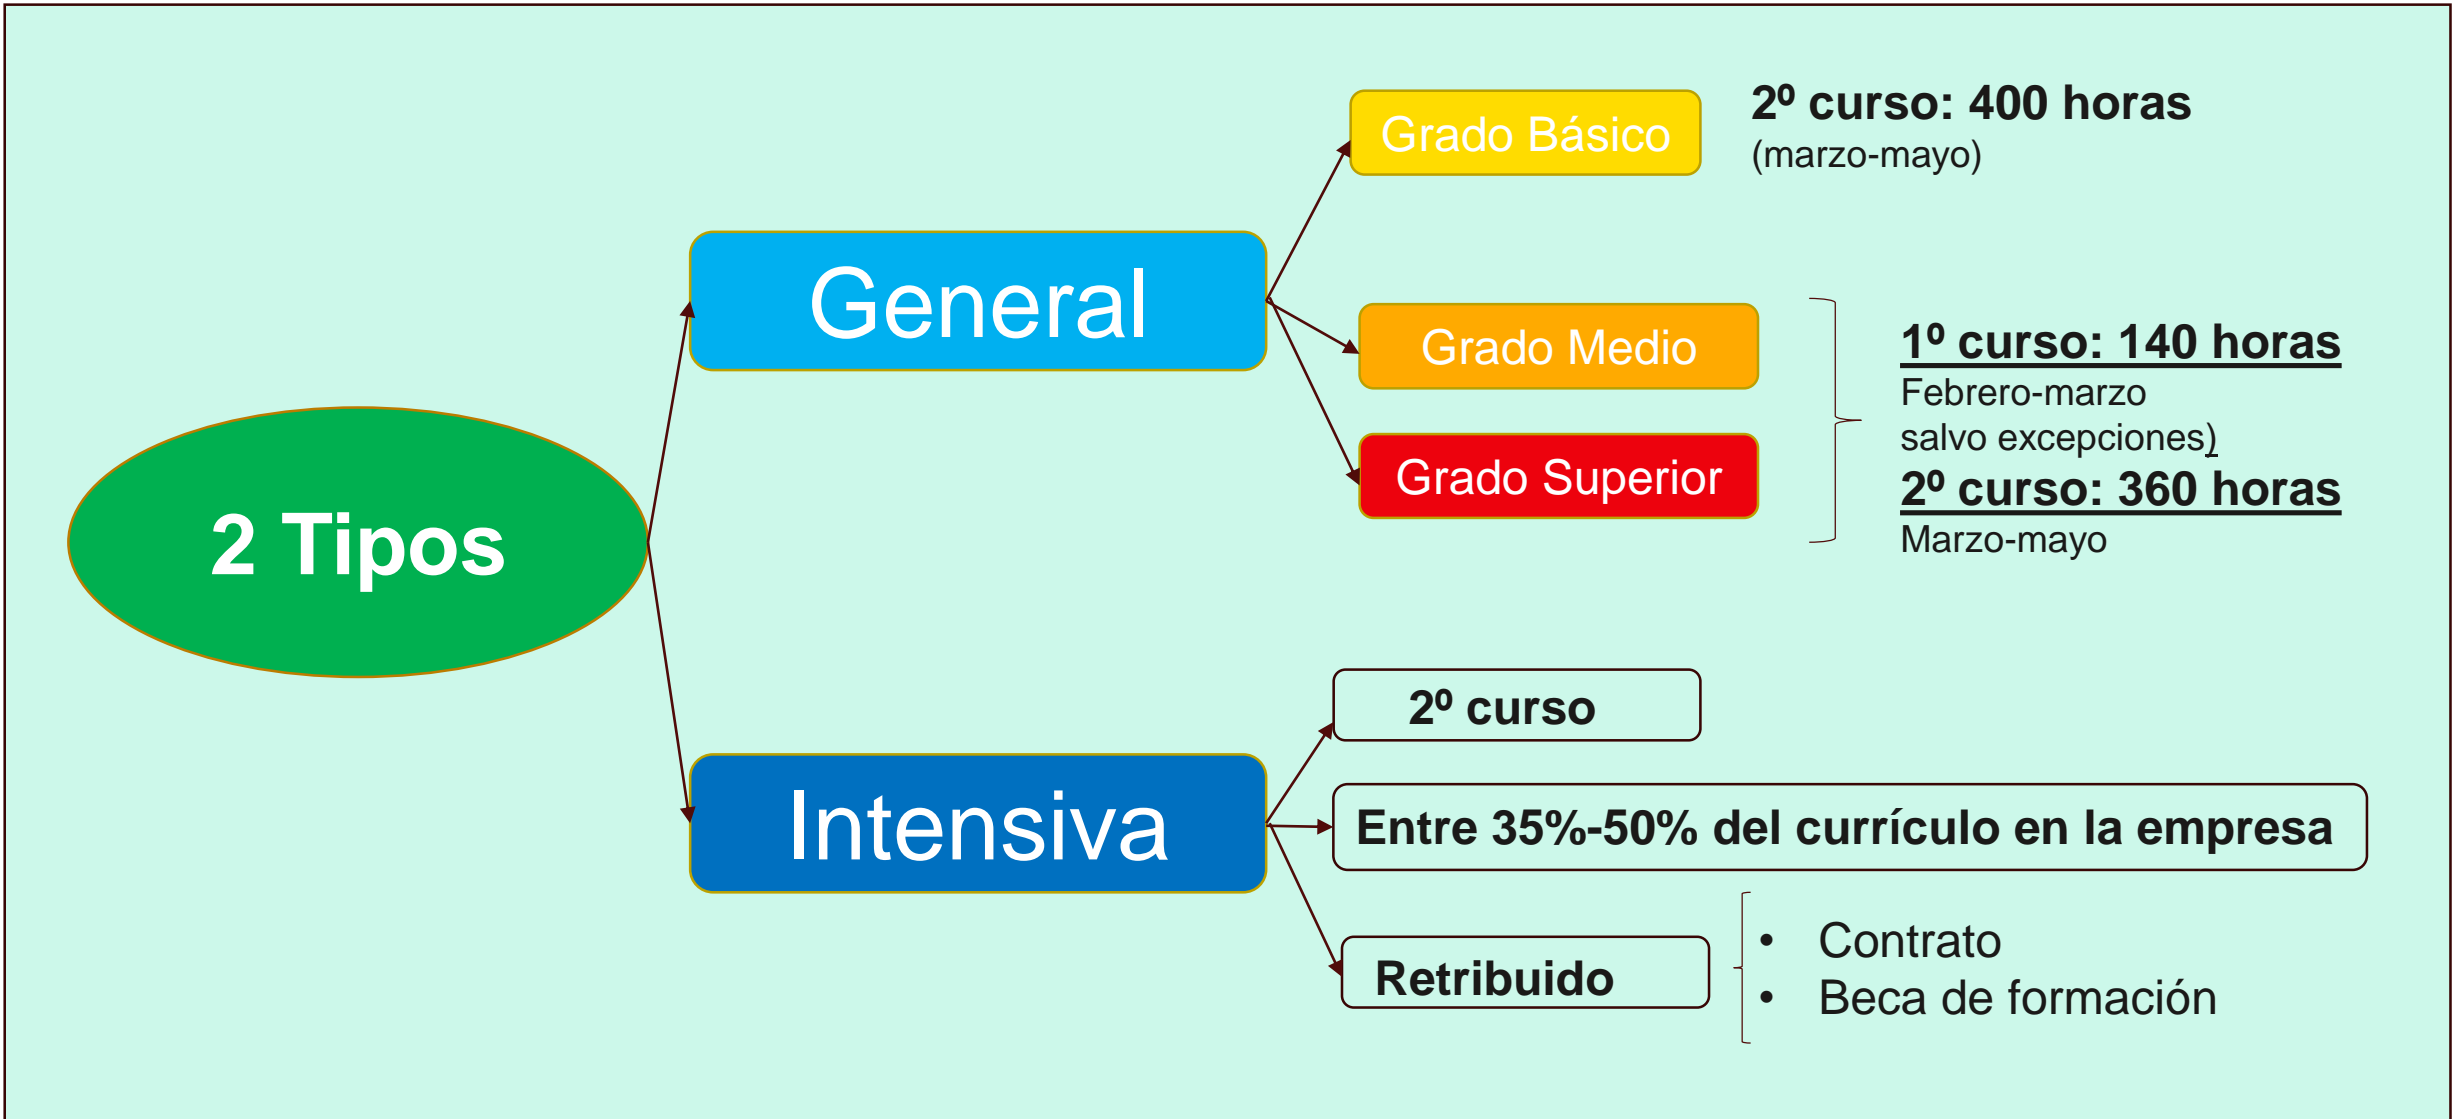 2 Tipos
General
Grado Básico
2º curso: 400 horas
(marzo-mayo)
Grado Medio
Grado Superior
1º curso: 140 horas
Febrero-marzo
salvo excepciones)
2º curso: 360 horas
Marzo-mayo
Intensiva
2º curso
Entre 35%-50% del currículo en la empresa
Retribuido
• Contrato
• Beca de formación